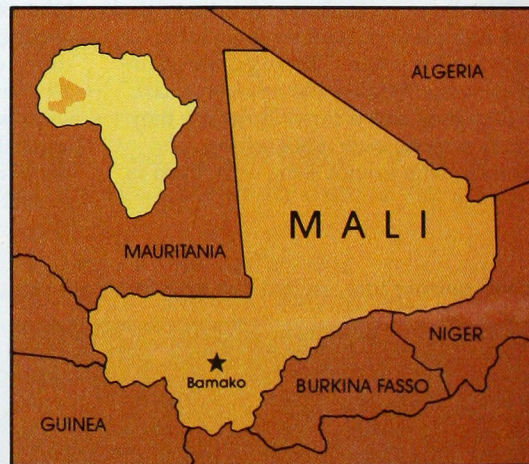 ALGERIA
MALI
MAURITANIA
NIGER
Bamako
BURKINA FASSO
GUINEA